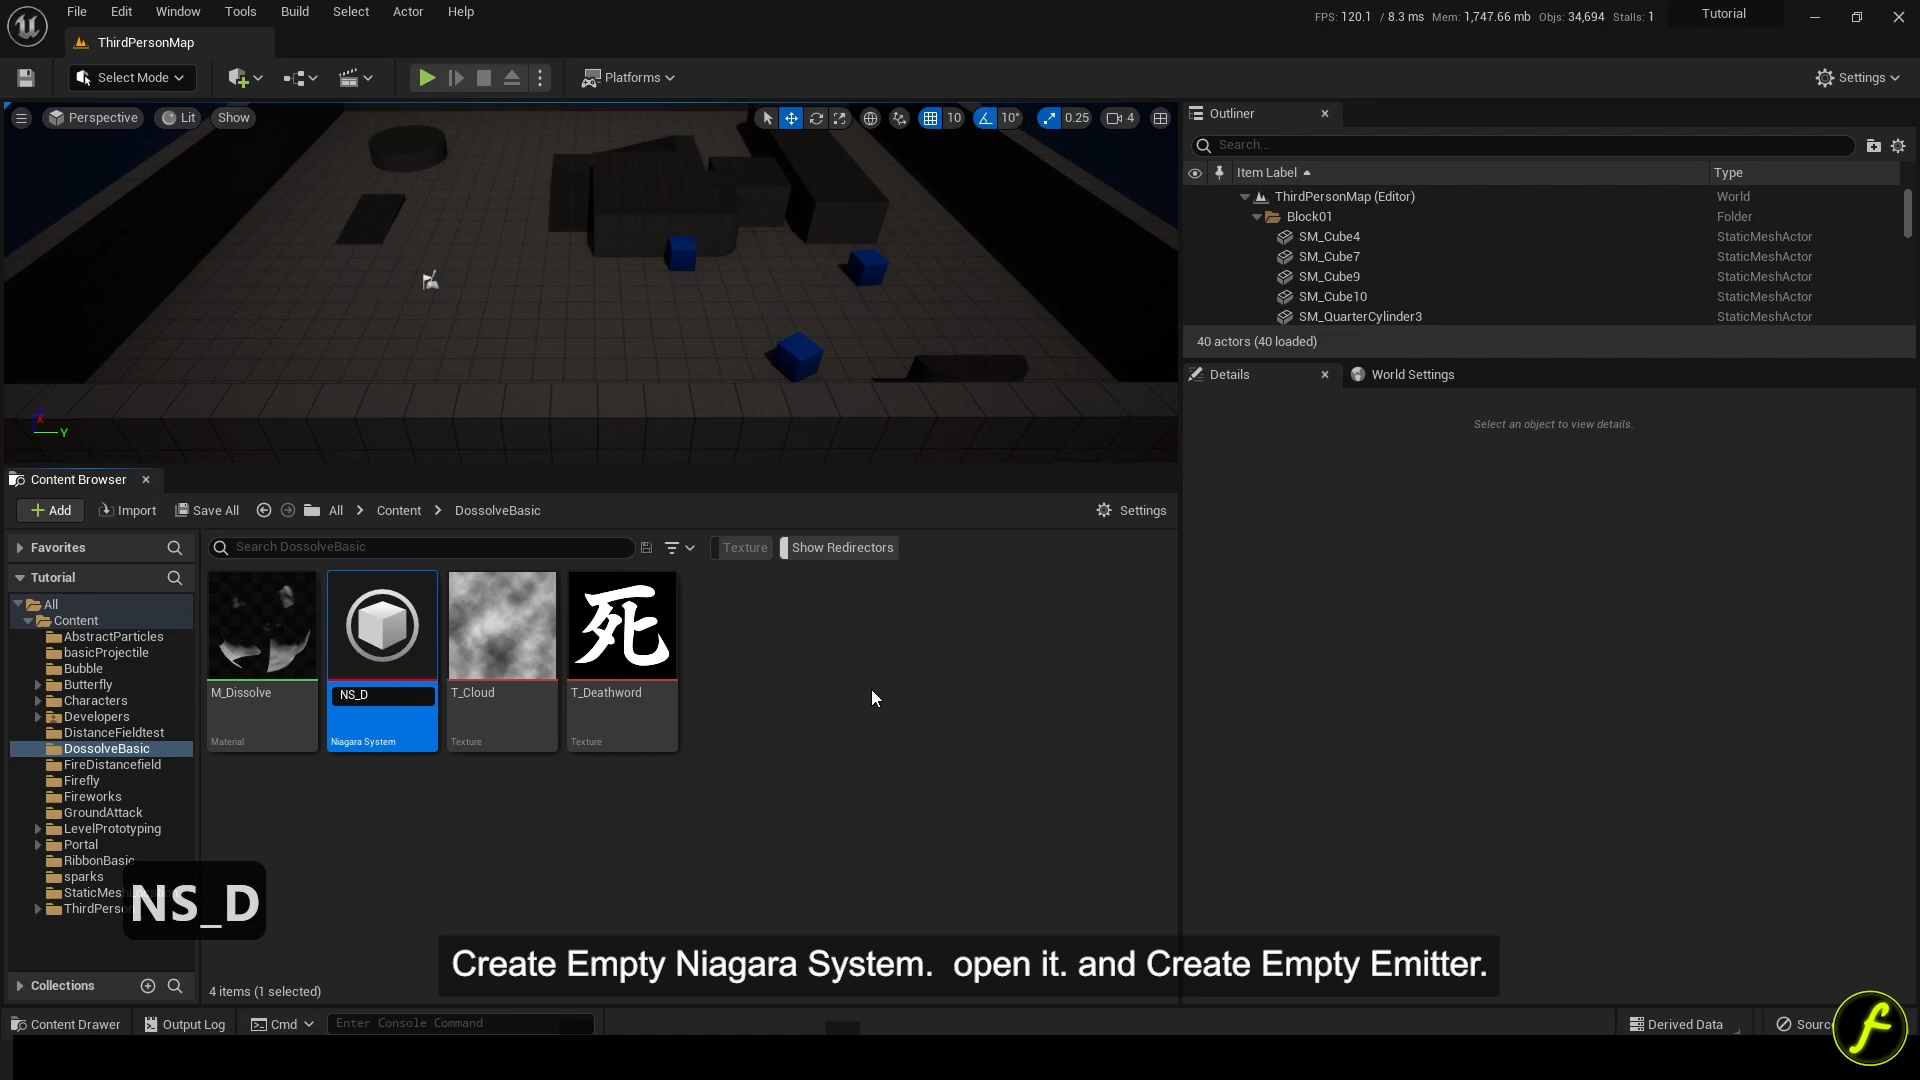 File Edit Window Tools Build Select Actor Help
FPS: 120.1 / 8.3 ms Mem: 1,747.66 mb Objs: 34,694 Stalls: 1
Tutorial
ThirdPersonMap
Select Mode
Platforms
Settings
Perspective Lit Show
10 10° 0.25 4
Outliner
Search...
Item Label Type
ThirdPersonMap (Editor) World
Block01 Folder
SM_Cube4 StaticMeshActor
SM_Cube7 StaticMeshActor
SM_Cube9 StaticMeshActor
SM_Cube10 StaticMeshActor
SM_QuarterCylinder3 StaticMeshActor
40 actors (40 loaded)
Details World Settings
Select an object to view details.
X
Y
Content Browser
Add Import Save All All Content DossolveBasic Settings
Favorites
Search DossolveBasic
Texture Show Redirectors
Tutorial
All
Content
AbstractParticles
basicProjectile
Bubble
Butterfly
Characters
Developers
DistanceFieldtest
DossolveBasic
FireDistancefield
Firefly
Fireworks
GroundAttack
LevelPrototyping
Portal
RibbonBasic
sparks
死
M_Dissolve NS_D T_Cloud T_Deathword
Material Niagara System Texture Texture
NS_D
Create Empty Niagara System. open it. and Create Empty Emitter.
Collections
4 items (1 selected)
Content Drawer Output Log Cmd Enter Console Command
Derived Data
f